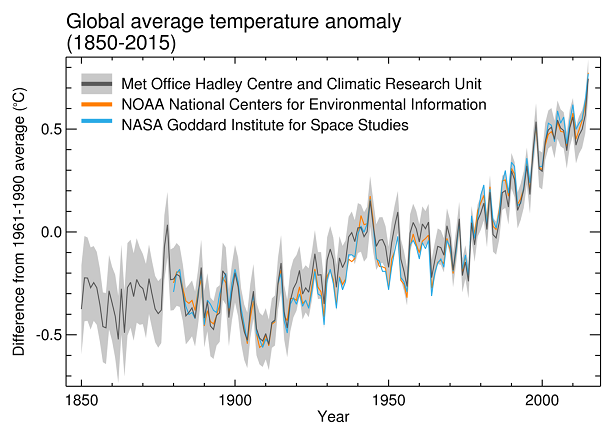 Global average temperature anomaly
(1850-2015)
Met Office Hadley Centre and Climatic Research Unit
NOAA National Centers for Environmental Information
NASA Goddard Institute for Space Studies
Difference from 1961-1990 average (°C)
0.5
0.0
-0.5
1850
1900
1950
2000
Year